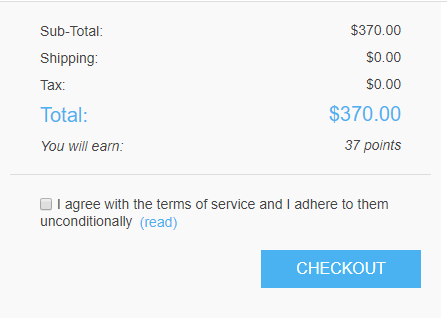 Sub-Total: $370.00
Shipping: $0.00
Tax: $0.00
Total: $370.00
You will earn: 37 points
I agree with the terms of service and I adhere to them
unconditionally (read)
CHECKOUT